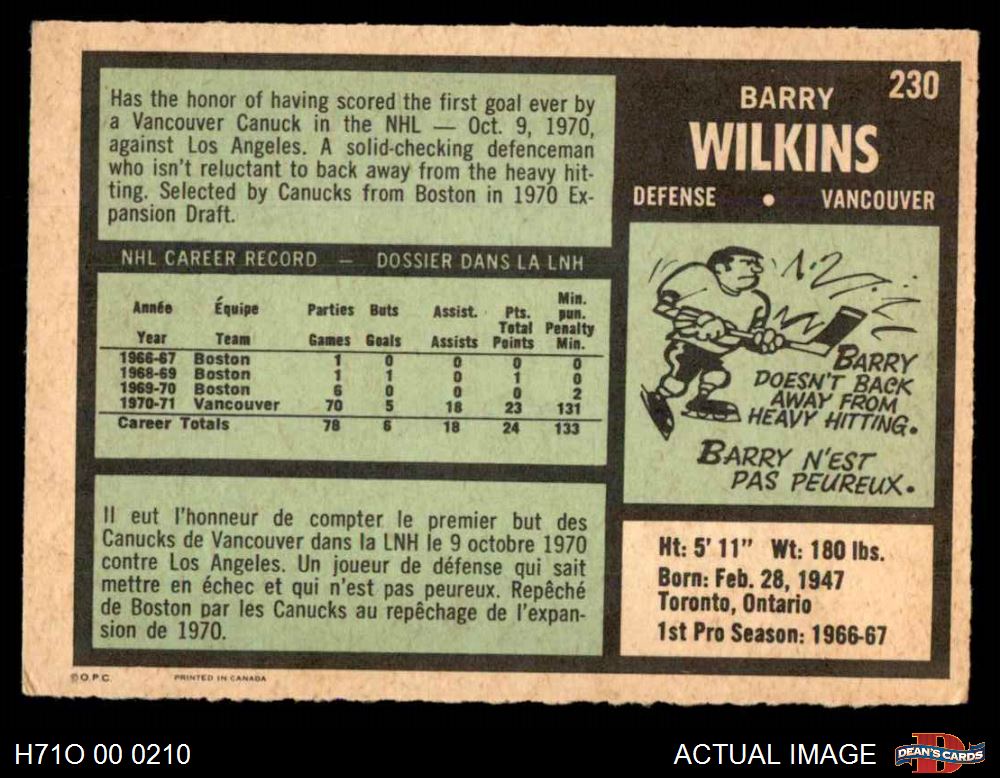 Has the honor of having scored the first goal ever by
a Vancouver Canuck in the NHL — Oct. 9, 1970,
against Los Angeles. A solid-checking defenceman
who isn't reluctant to back away from the heavy hit-
ting. Selected by Canucks from Boston in 1970 Ex-
pansion Draft.
230
BARRY
WILKINS
DEFENSE • VANCOUVER
NHL CAREER RECORD — DOSSIER DANS LA LNH
Année Équipe Parties Buts Assist. Pts. Min. pun.
Year Team Games Goals Assists Total Points Penalty Min.
1966-67 Boston 1 0 0 0 0
1968-69 Boston 1 1 0 1 0
1969-70 Boston 6 0 0 0 2
1970-71 Vancouver 70 5 18 23 131
Career Totals 78 6 18 24 133
BARRY
DOESN'T BACK
AWAY FROM
HEAVY HITTING.
BARRY N'EST
PAS PEUREUX.
Il eut l'honneur de compter le premier but des
Canucks de Vancouver dans la LNH le 9 octobre 1970
contre Los Angeles. Un joueur de défense qui sait
mettre en échec et qui n'est pas peureux. Repêché
de Boston par les Canucks au repêchage de l'expan-
sion de 1970.
Ht: 5' 11" Wt: 180 lbs.
Born: Feb. 28, 1947
Toronto, Ontario
1st Pro Season: 1966-67
© O.P.C. PRINTED IN CANADA
H71O 00 0210
ACTUAL IMAGE
DEAN'S CARDS